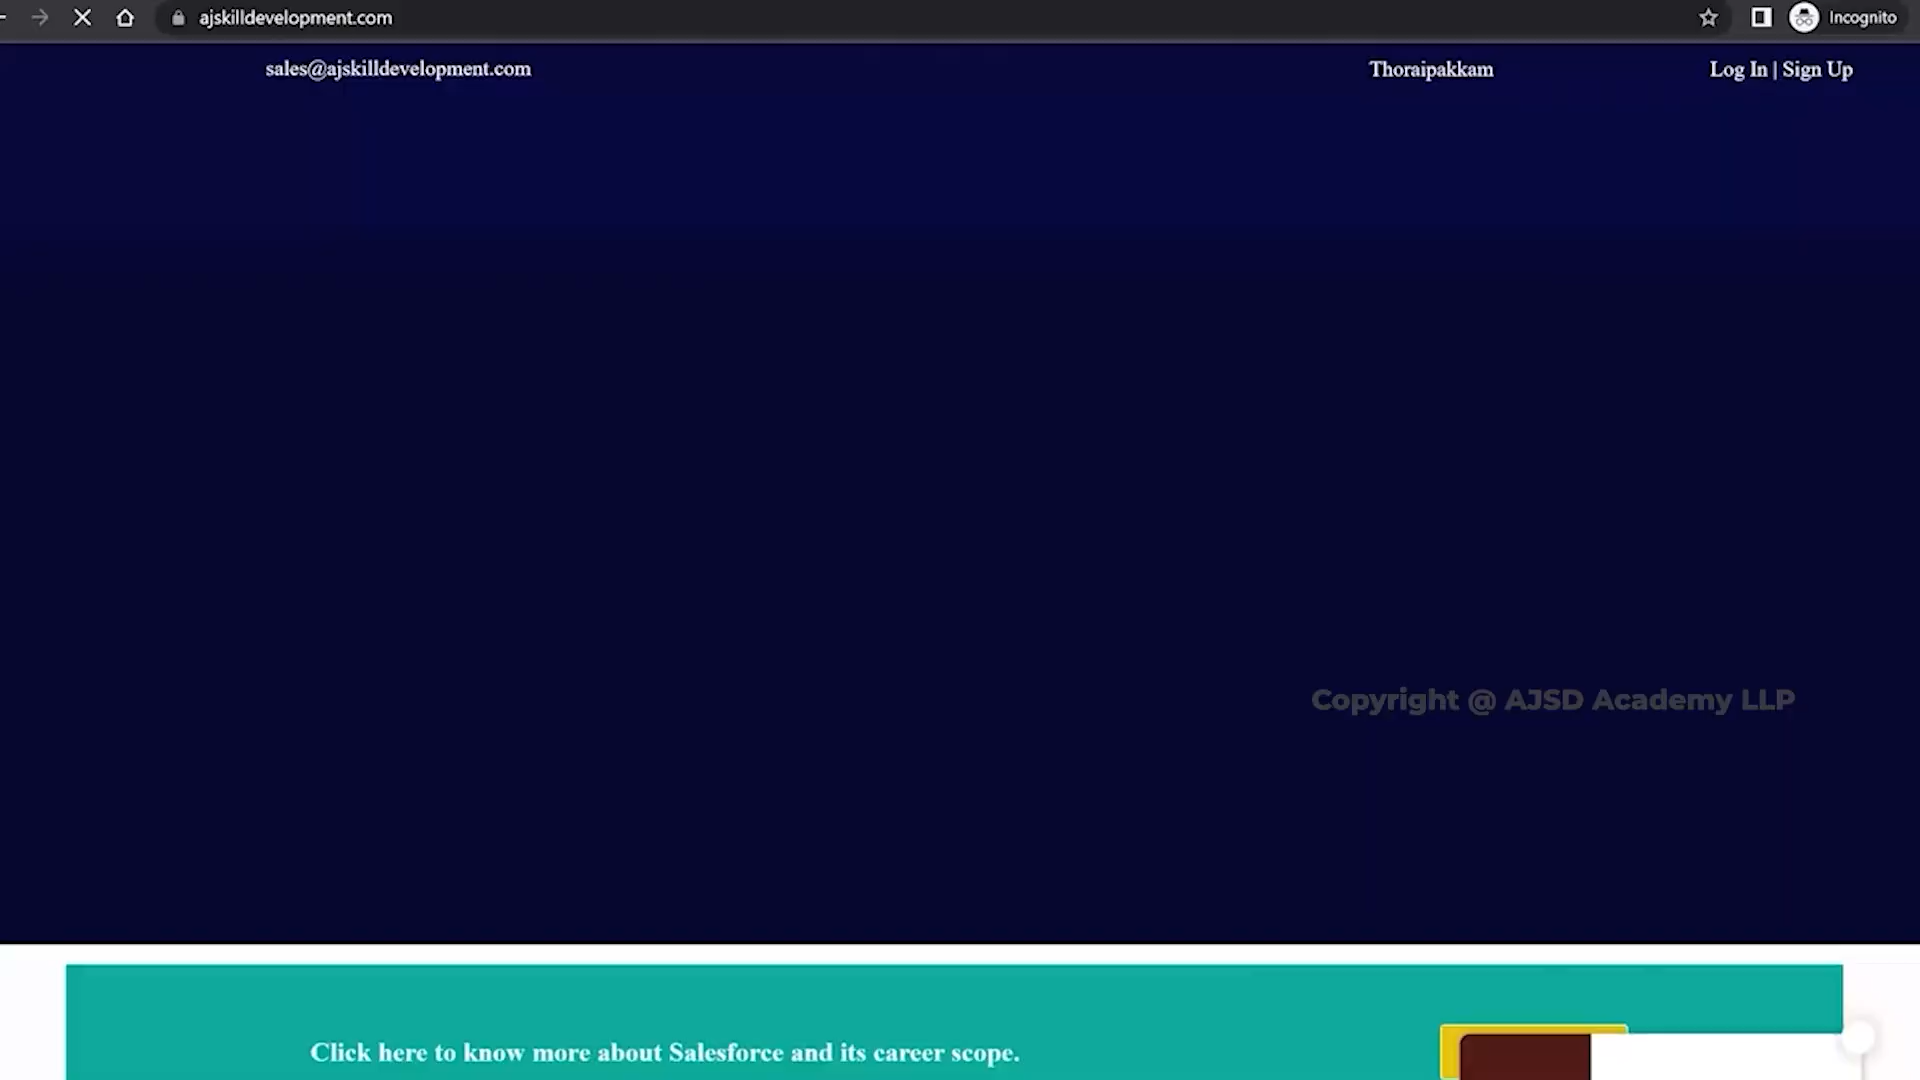 ajskilldevelopment.com
Incognito
sales@ajskilldevelopment.com
Thoraipakkam
Log In | Sign Up
Copyright @ AJSD Academy LLP
Click here to know more about Salesforce and its career scope.